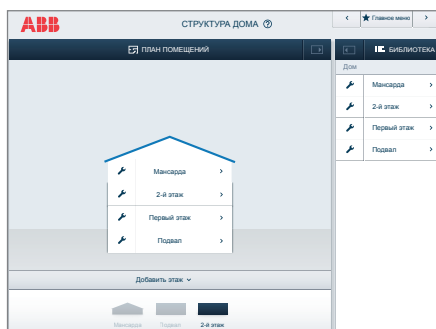 ABB
СТРУКТУРА ДОМА ?
Главное меню
ПЛАН ПОМЕЩЕНИЙ
БИБЛИОТЕКА
Дом
Мансарда
2-й этаж
Первый этаж
Подвал
Мансарда
2-й этаж
Первый этаж
Подвал
Добавить этаж
Мансарда
Подвал
2-й этаж